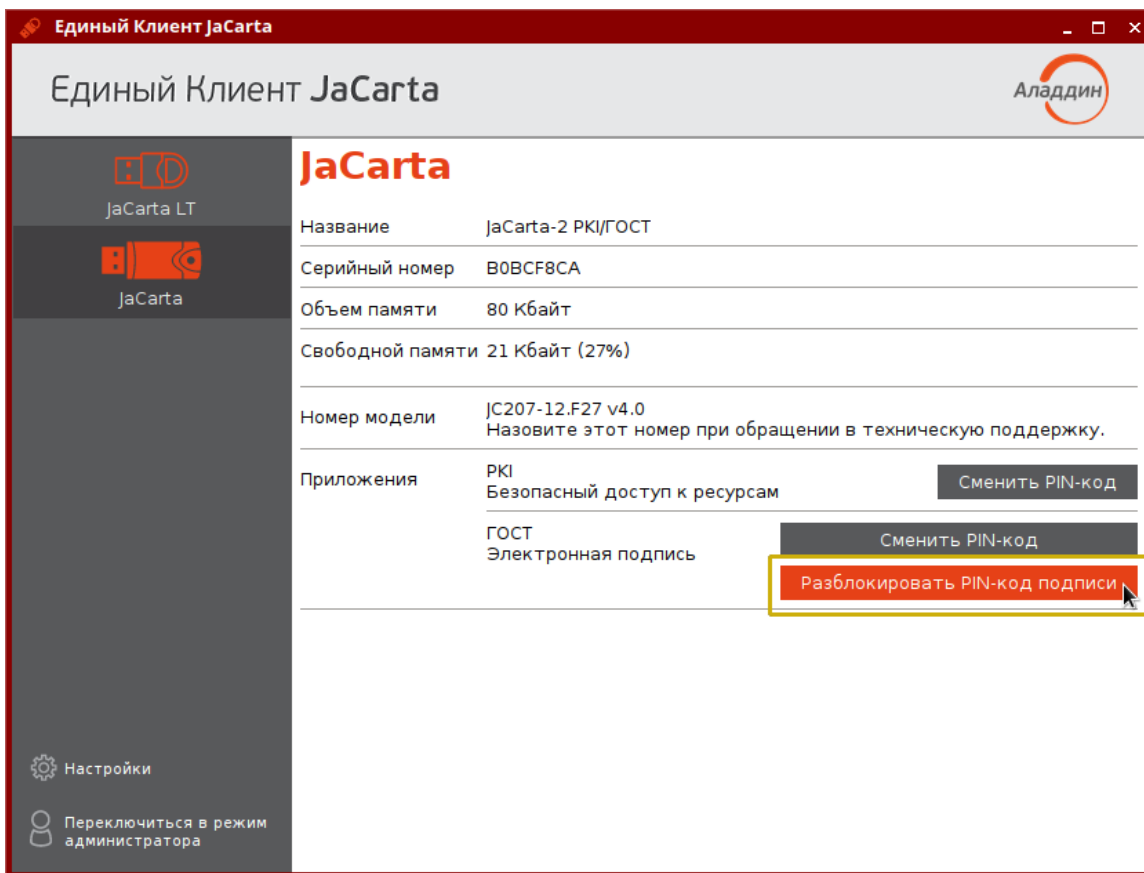 Единый Клиент JaCarta
Единый Клиент JaCarta
Аладдин
JaCarta LT
JaCarta
JaCarta
Название JaCarta-2 PKI/ГОСТ
Серийный номер B0BCF8CA
Объем памяти 80 Кбайт
Свободной памяти 21 Кбайт (27%)
Номер модели JC207-12.F27 v4.0
Назовите этот номер при обращении в техническую поддержку.
Приложения PKI
Безопасный доступ к ресурсам
Сменить PIN-код
ГОСТ
Электронная подпись
Сменить PIN-код
Разблокировать PIN-код подписи
Настройки
Переключиться в режим
администратора